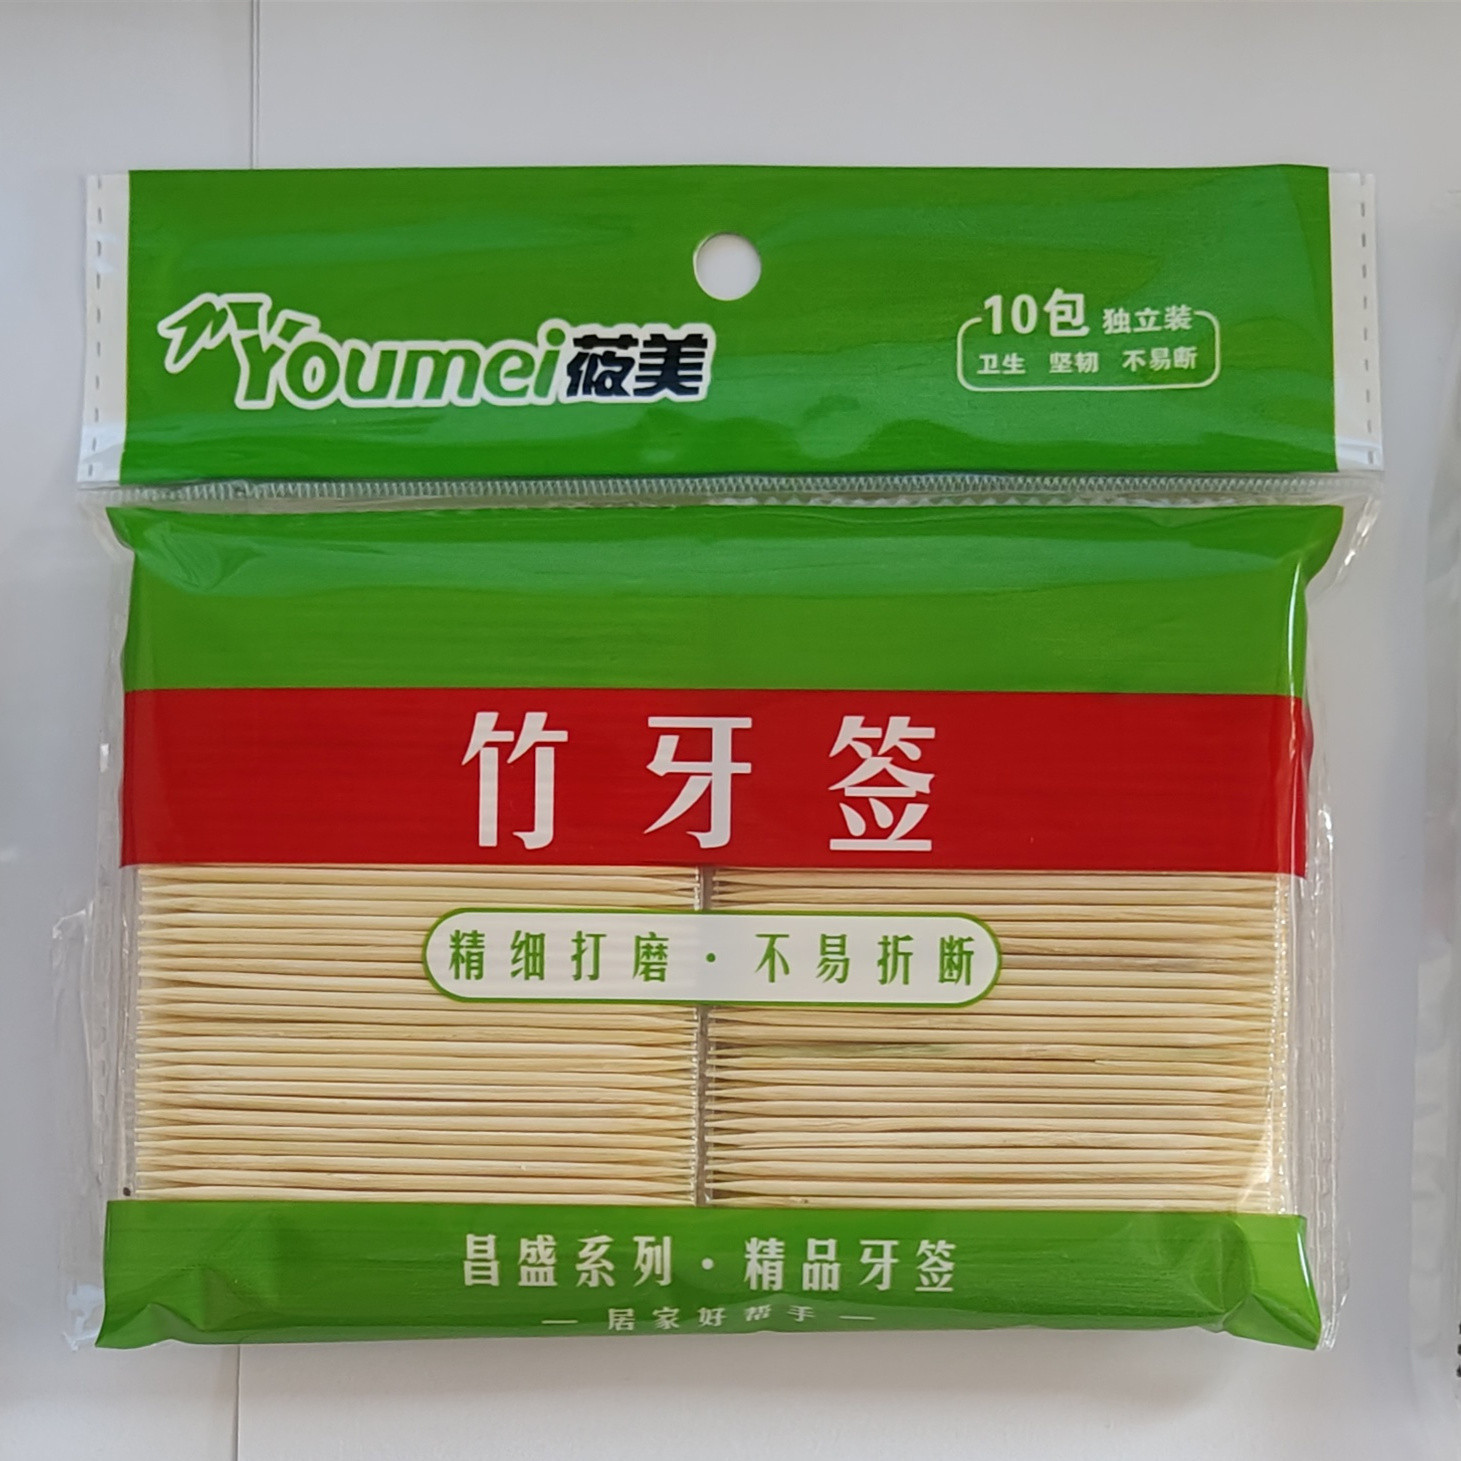 Youmei莜美
10包 独立装
卫生 坚韧 不易断
竹牙签
精细打磨·不易折断
昌盛系列·精品牙签
— 居家好帮手 —